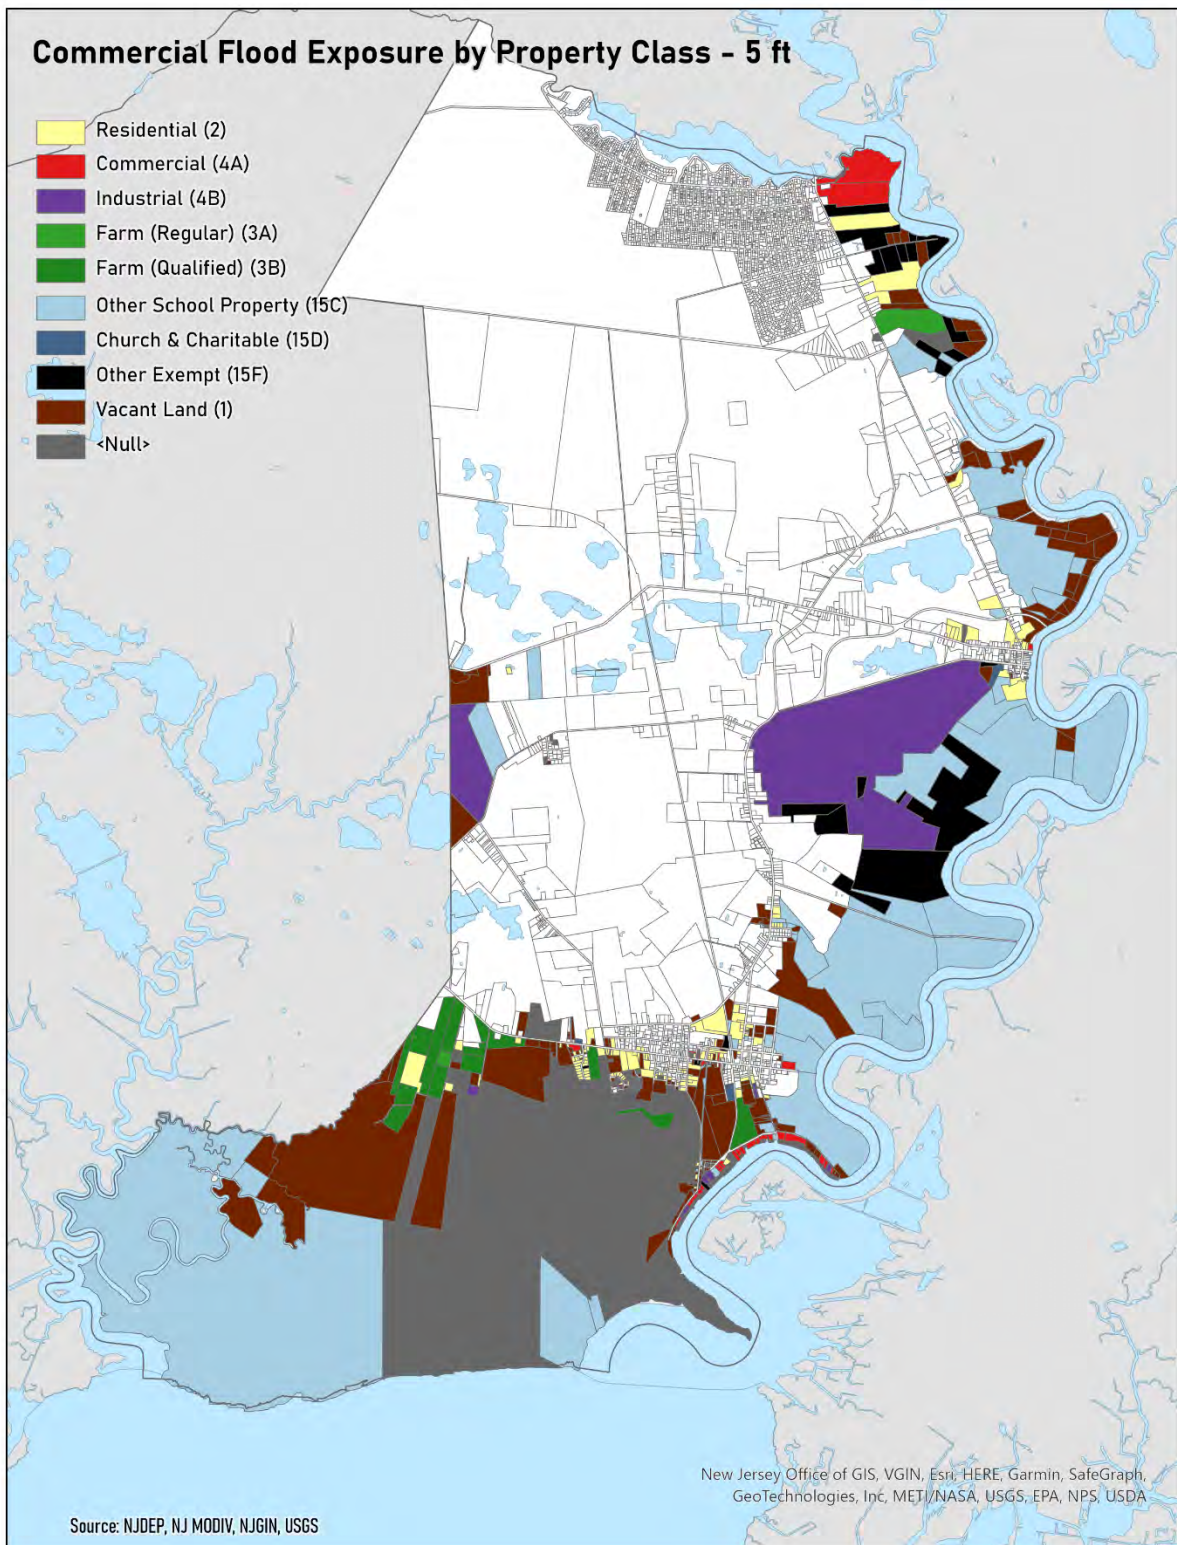 Commercial Flood Exposure by Property Class - 5 ft
Residential (2)
Commercial (4A)
Industrial (4B)
Farm (Regular) (3A)
Farm (Qualified) (3B)
Other School Property (15C)
Church & Charitable (15D)
Other Exempt (15F)
Vacant Land (1)
<Null>
New Jersey Office of GIS, VGIN, Esri, HERE, Garmin, SafeGraph,
GeoTechnologies, Inc, METI/NASA, USGS, EPA, NPS, USDA
Source: NJDEP, NJ MODIV, NJGIN, USGS